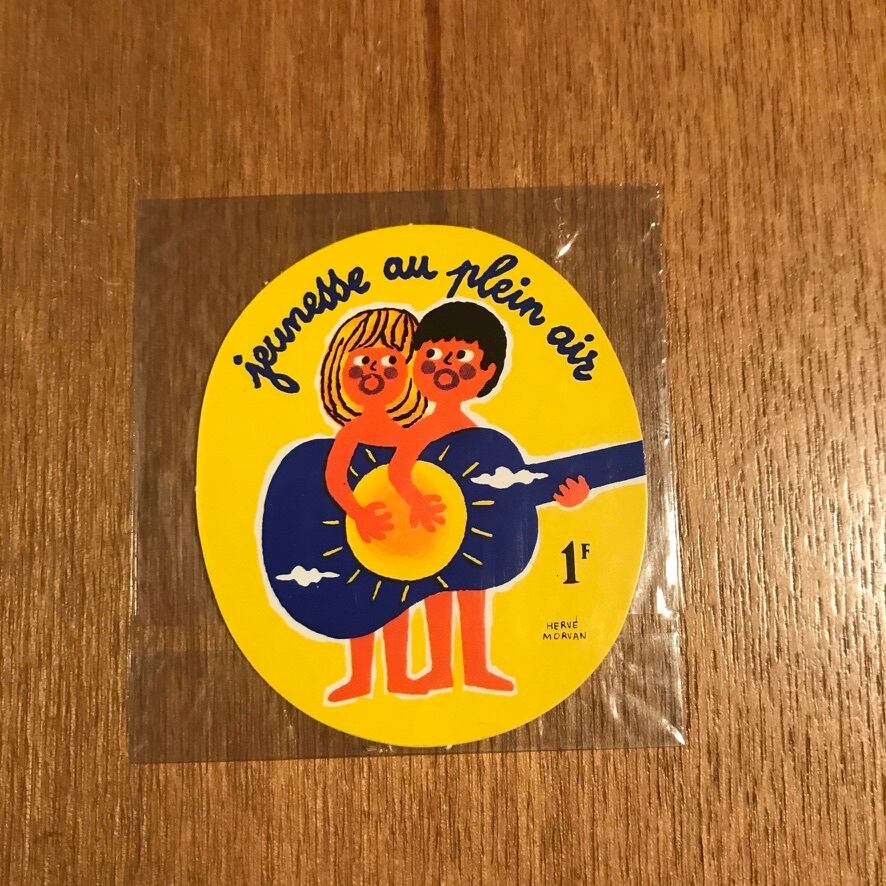 jeunesse au plein air
1F
HERVÉ
MORVAN